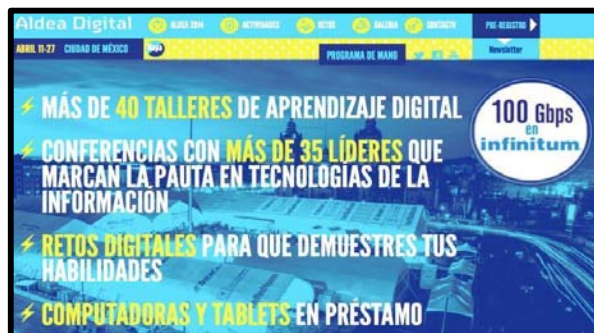 Aldea Digital
ALDEA 2014 ACTIVIDADES RETOS GALERIA CONTACTO
PRE-REGISTRO
ABRIL 11-27 CIUDAD DE MÉXICO
PROGRAMA DE MANO
Newsletter
MÁS DE 40 TALLERES DE APRENDIZAJE DIGITAL
100 Gbps
en
infinitum
CONFERENCIAS CON MÁS DE 35 LÍDERES QUE
MARCAN LA PAUTA EN TECNOLOGÍAS DE LA
INFORMACIÓN
RETOS DIGITALES PARA QUE DEMUESTRES TUS
HABILIDADES
COMPUTADORAS Y TABLETS EN PRÉSTAMO